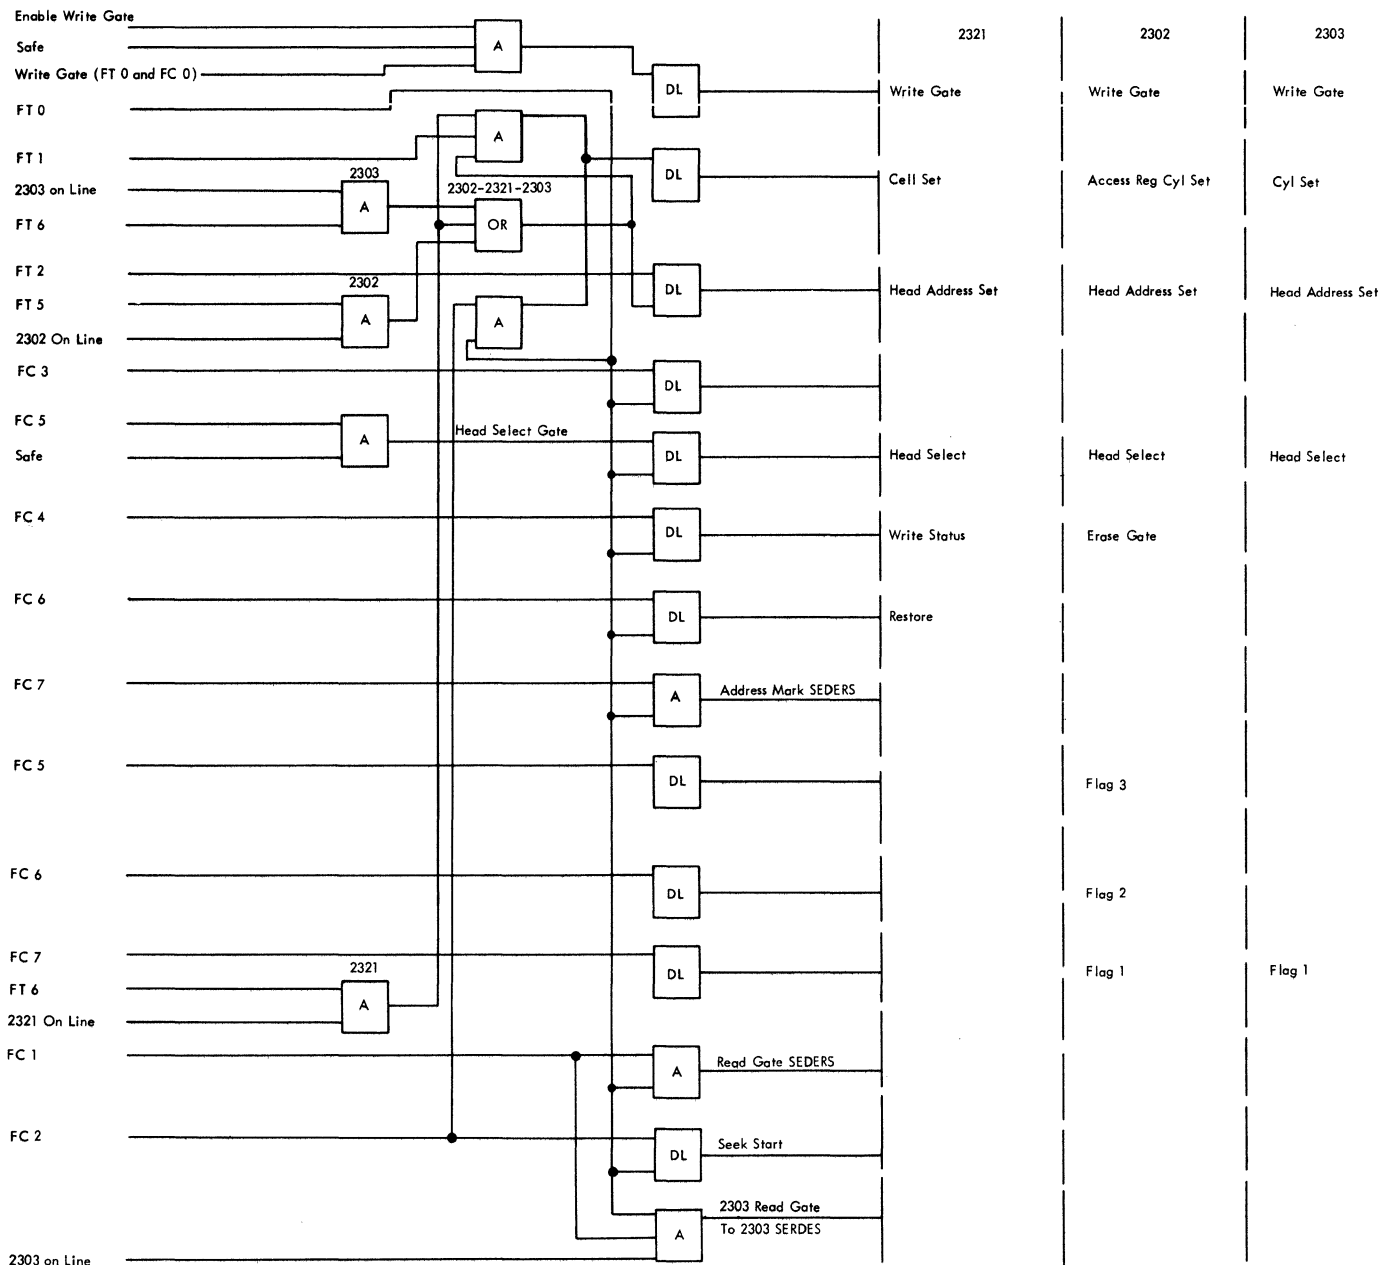 Enable Write Gate
Safe
Write Gate (FT 0 and FC 0)
A
2321
2302
2303
DL
Write Gate
Write Gate
Write Gate
FT 0
FT 1
A
2303 on Line
2303
A
2302-2321-2303
DL
Cell Set
Access Reg Cyl Set
Cyl Set
FT 6
OR
FT 2
DL
Head Address Set
Head Address Set
Head Address Set
FT 5
2302
A
A
2302 On Line
FC 3
DL
FC 5
A
Head Select Gate
Safe
DL
Head Select
Head Select
Head Select
FC 4
DL
Write Status
Erase Gate
FC 6
DL
Restore
FC 7
A
Address Mark SEDERS
FC 5
DL
Flag 3
FC 6
DL
Flag 2
FC 7
DL
Flag 1
Flag 1
FT 6
2321
A
2321 On Line
FC 1
A
Read Gate SEDERS
FC 2
DL
Seek Start
2303 Read Gate
To 2303 SERDES
A
2303 on Line